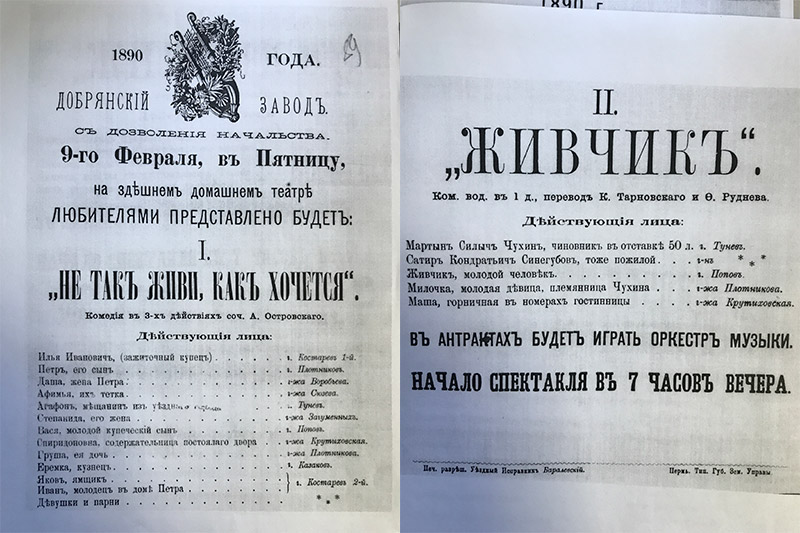 1890 ГОДА.
ДОБРЯНСКІЙ ЗАВОДЪ.
СЪ ДОЗВОЛЕНІЯ НАЧАЛЬСТВА.
9-го Февраля, въ Пятницу,
на здѣшнемъ домашнемъ театрѣ
ЛЮБИТЕЛЯМИ ПРЕДСТАВЛЕНО БУДЕТЪ:
I.
„НЕ ТАКЪ ЖИВИ, КАКЪ ХОЧЕТСЯ“.
Комедія въ 3-хъ дѣйствіяхъ соч. А. Островскаго.
Дѣйствующія лица:
Илья Ивановичъ, (зажиточный купецъ) . . . . . г. Костаревъ 1-й.
Петръ, его сынъ . . . . . г. Плотниковъ.
Даша, жена Петра . . . . . г-жа Воробьева.
Афимья, ихъ тетка . . . . . г-жа
Агафонъ, мѣщанинъ изъ уѣзднаго города . . . . . г. Туневъ.
Степанида, его жена . . . . . г-жа Загуменныхъ.
Вася, молодой купеческій сынъ . . . . . г. Поповъ.
Спиридоновна, содержательница постоялаго двора . . г-жа Крутиховская.
Груша, ея дочь . . . . . г-жа Плотникова.
Еремка, кузнецъ . . . . . г. Казаковъ.
Яковъ, ямщикъ . . . . .
Иванъ, молодецъ въ домѣ Петра . . . . . } г. Костаревъ 2-й.
Дѣвушки и парни . . . . . * * *
1890 г.
II.
„ЖИВЧИКЪ“.
Ком. вод. въ 1 д., переводъ К. Тарновскаго и Ѳ. Руднева.
Дѣйствующія лица:
Мартынъ Силычъ Чухинъ, чиновникъ въ отставкѣ 50 л. г. Туневъ.
Сатиръ Кондратьичъ Синегубовъ, тоже пожилой . . . г-нъ * * *
Живчикъ, молодой человѣкъ . . . . . г. Поповъ.
Милочка, молодая дѣвица, племянница Чухина . . . г-жа Плотникова.
Маша, горничная въ номерахъ гостинницы . . . . г-жа Крутиховская.
ВЪ АНТРАКТАХЪ БУДЕТЪ ИГРАТЬ ОРКЕСТРЪ МУЗЫКИ.
НАЧАЛО СПЕКТАКЛЯ ВЪ 7 ЧАСОВЪ ВЕЧЕРА.
Печ. разрѣш. Уѣздный Исправникъ Королевскій. Пермь. Тип. Губ. Зем. Управы.